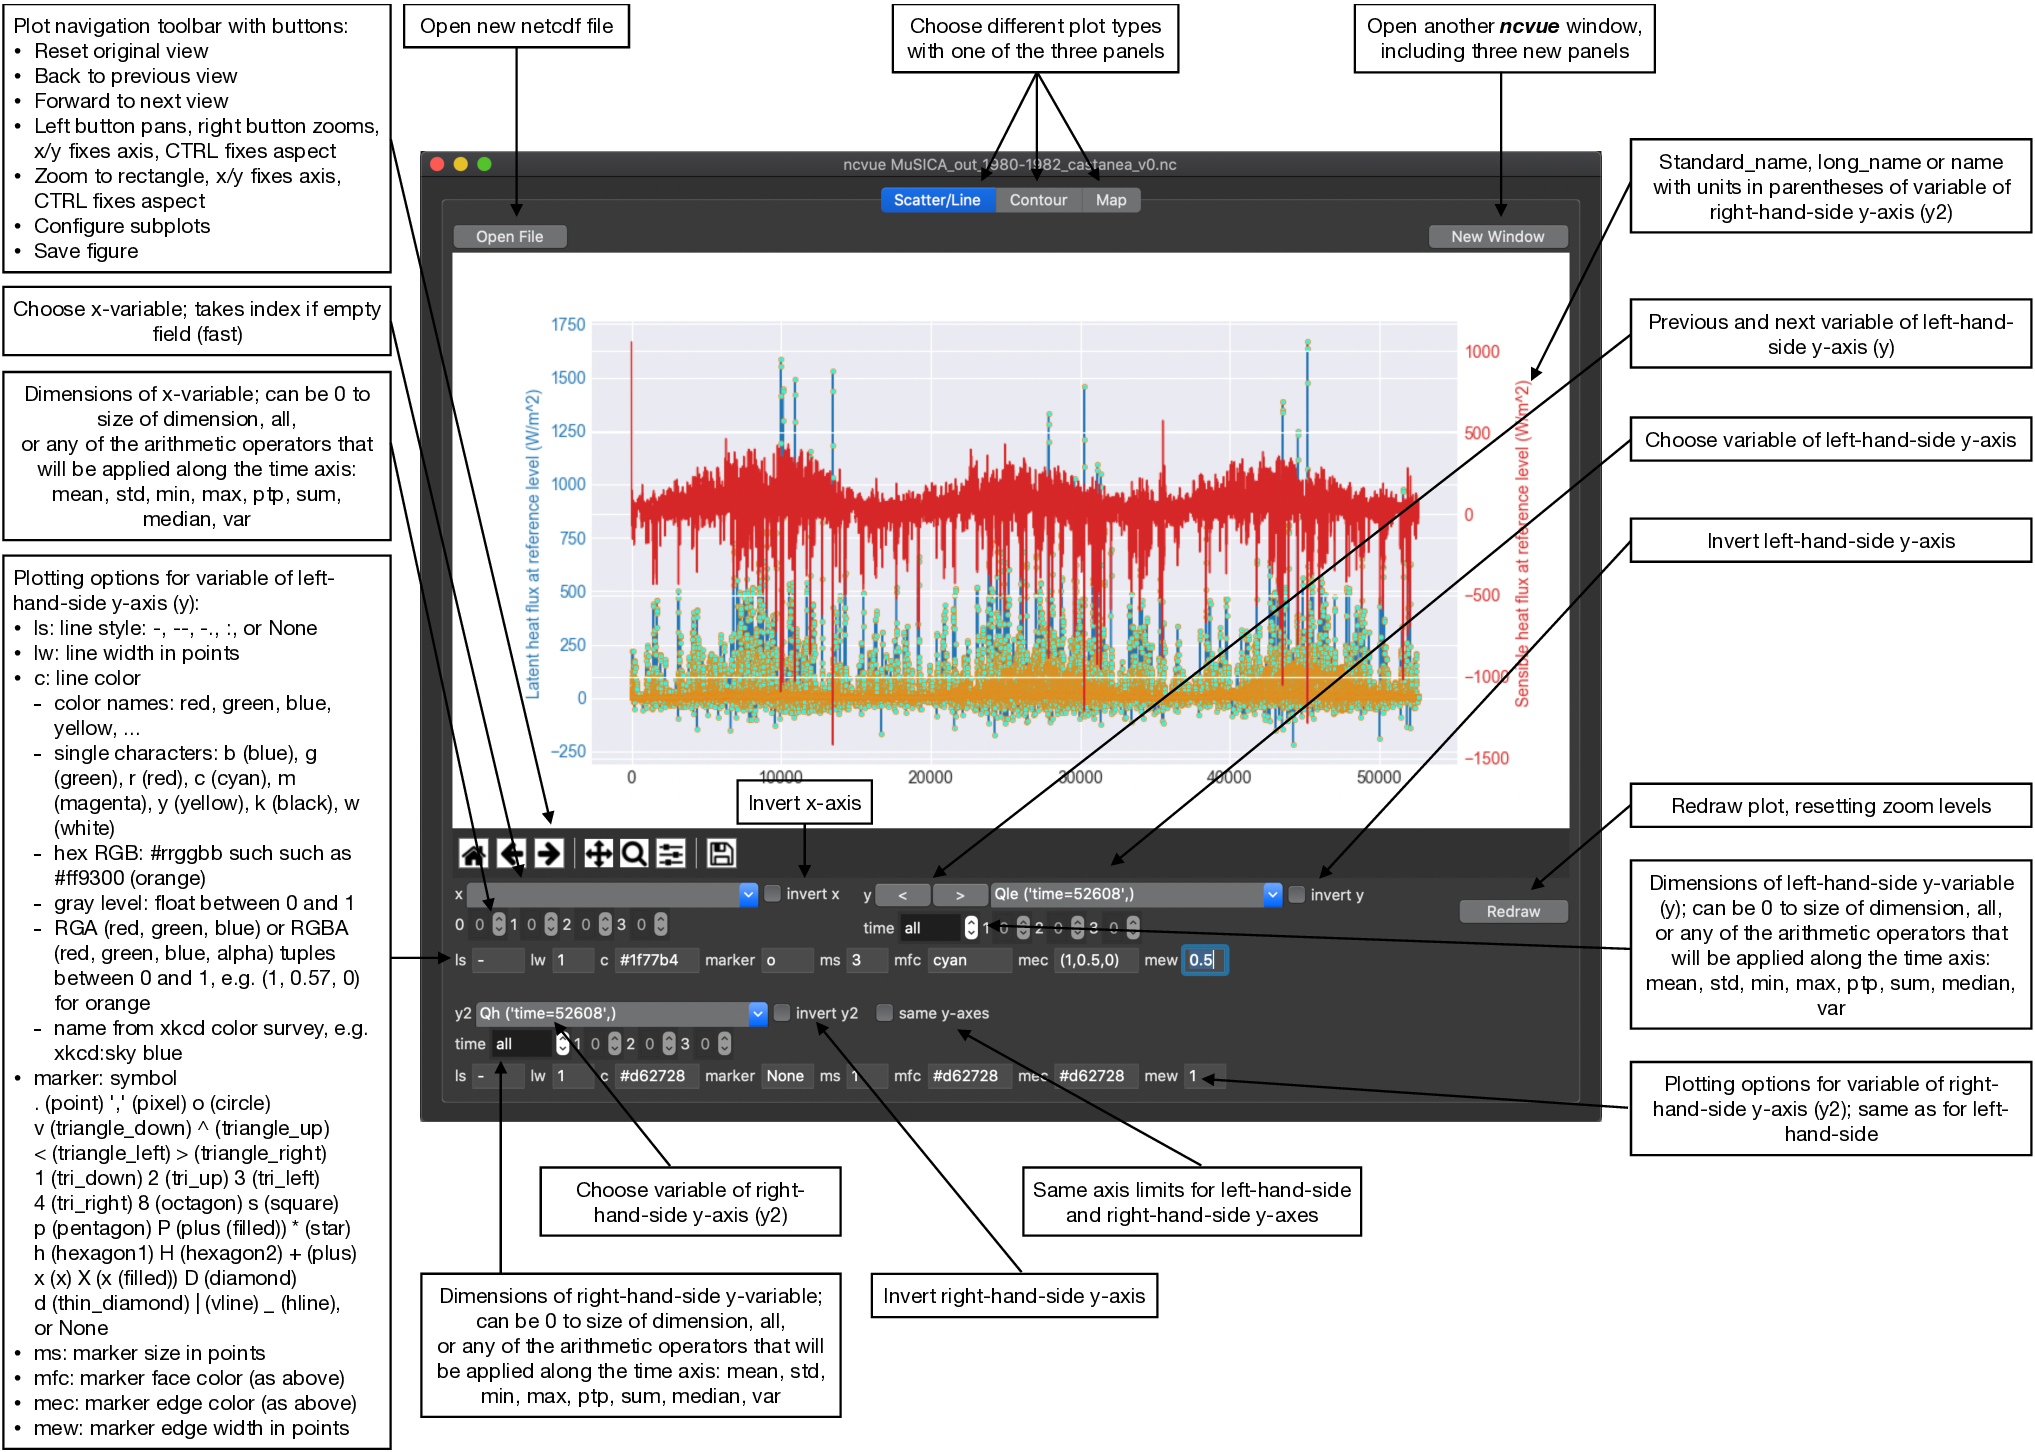 Plot navigation toolbar with buttons:
• Reset original view
• Back to previous view
• Forward to next view
• Left button pans, right button zooms,
x/y fixes axis, CTRL fixes aspect
• Zoom to rectangle, x/y fixes axis,
CTRL fixes aspect
• Configure subplots
• Save figure
Open new netcdf file
Choose different plot types
with one of the three panels
Open another ncvue window,
including three new panels
Choose x-variable; takes index if empty
field (fast)
Dimensions of x-variable; can be 0 to
size of dimension, all,
or any of the arithmetic operators that
will be applied along the time axis:
mean, std, min, max, ptp, sum,
median, var
Plotting options for variable of left-
hand-side y-axis (y):
• ls: line style: -, --, -., :, or None
• lw: line width in points
• c: line color
- color names: red, green, blue,
yellow, ...
- single characters: b (blue), g
(green), r (red), c (cyan), m
(magenta), y (yellow), k (black), w
(white)
- hex RGB: #rrggbb such such as
#ff9300 (orange)
- gray level: float between 0 and 1
- RGA (red, green, blue) or RGBA
(red, green, blue, alpha) tuples
between 0 and 1, e.g. (1, 0.57, 0)
for orange
- name from xkcd color survey, e.g.
xkcd:sky blue
• marker: symbol
. (point) ',' (pixel) o (circle)
v (triangle_down) ^ (triangle_up)
< (triangle_left) > (triangle_right)
1 (tri_down) 2 (tri_up) 3 (tri_left)
4 (tri_right) 8 (octagon) s (square)
p (pentagon) P (plus (filled)) * (star)
h (hexagon1) H (hexagon2) + (plus)
x (x) X (x (filled)) D (diamond)
d (thin_diamond) | (vline) _ (hline),
or None
• ms: marker size in points
• mfc: marker face color (as above)
• mec: marker edge color (as above)
• mew: marker edge width in points
ncvue MuSICA_out_1980-1982_castanea_v0.nc
Scatter/Line Contour Map
Open File
New Window
Latent heat flux at reference level (W/m^2)
1750
1500
1250
1000
750
500
250
0
−250
0 10000 20000 30000 40000 50000
1000
500
0
−500
−1000
−1500
Sensible heat flux at reference level (W/m^2)
Invert x-axis
x invert x y < > Qle ('time=52608',) invert y
0 0 1 0 2 0 3 0 time all 1 0 2 0 3 0 Redraw
ls - lw 1 c #1f77b4 marker o ms 3 mfc cyan mec (1,0.5,0) mew 0.5
y2 Qh ('time=52608',) invert y2 same y-axes
time all 1 0 2 0 3 0
ls - lw 1 c #d62728 marker None ms 1 mfc #d62728 mec #d62728 mew 1
Standard_name, long_name or name
with units in parentheses of variable of
right-hand-side y-axis (y2)
Previous and next variable of left-hand-
side y-axis (y)
Choose variable of left-hand-side y-axis
Invert left-hand-side y-axis
Redraw plot, resetting zoom levels
Dimensions of left-hand-side y-variable
(y); can be 0 to size of dimension, all,
or any of the arithmetic operators that
will be applied along the time axis:
mean, std, min, max, ptp, sum, median,
var
Plotting options for variable of right-
hand-side y-axis (y2); same as for left-
hand-side
Choose variable of right-
hand-side y-axis (y2)
Same axis limits for left-hand-side
and right-hand-side y-axes
Dimensions of right-hand-side y-variable;
can be 0 to size of dimension, all,
or any of the arithmetic operators that will
be applied along the time axis: mean, std,
min, max, ptp, sum, median, var
Invert right-hand-side y-axis